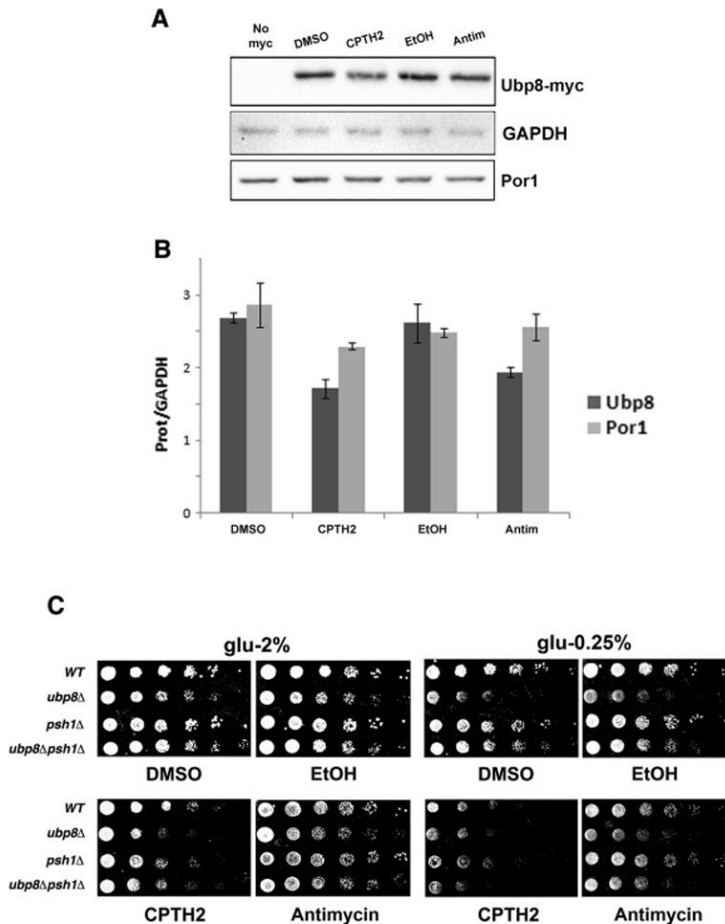 A
No myc DMSO CPTH2 EtOH Antim
Ubp8-myc
GAPDH
Por1
B
Prot/GAPDH
3
2
1
0
DMSO CPTH2 EtOH Antim
Ubp8
Por1
C
glu-2% glu-0.25%
WT
ubp8Δ
psh1Δ
ubp8Δpsh1Δ
DMSO EtOH DMSO EtOH
WT
ubp8Δ
psh1Δ
ubp8Δpsh1Δ
CPTH2 Antimycin CPTH2 Antimycin